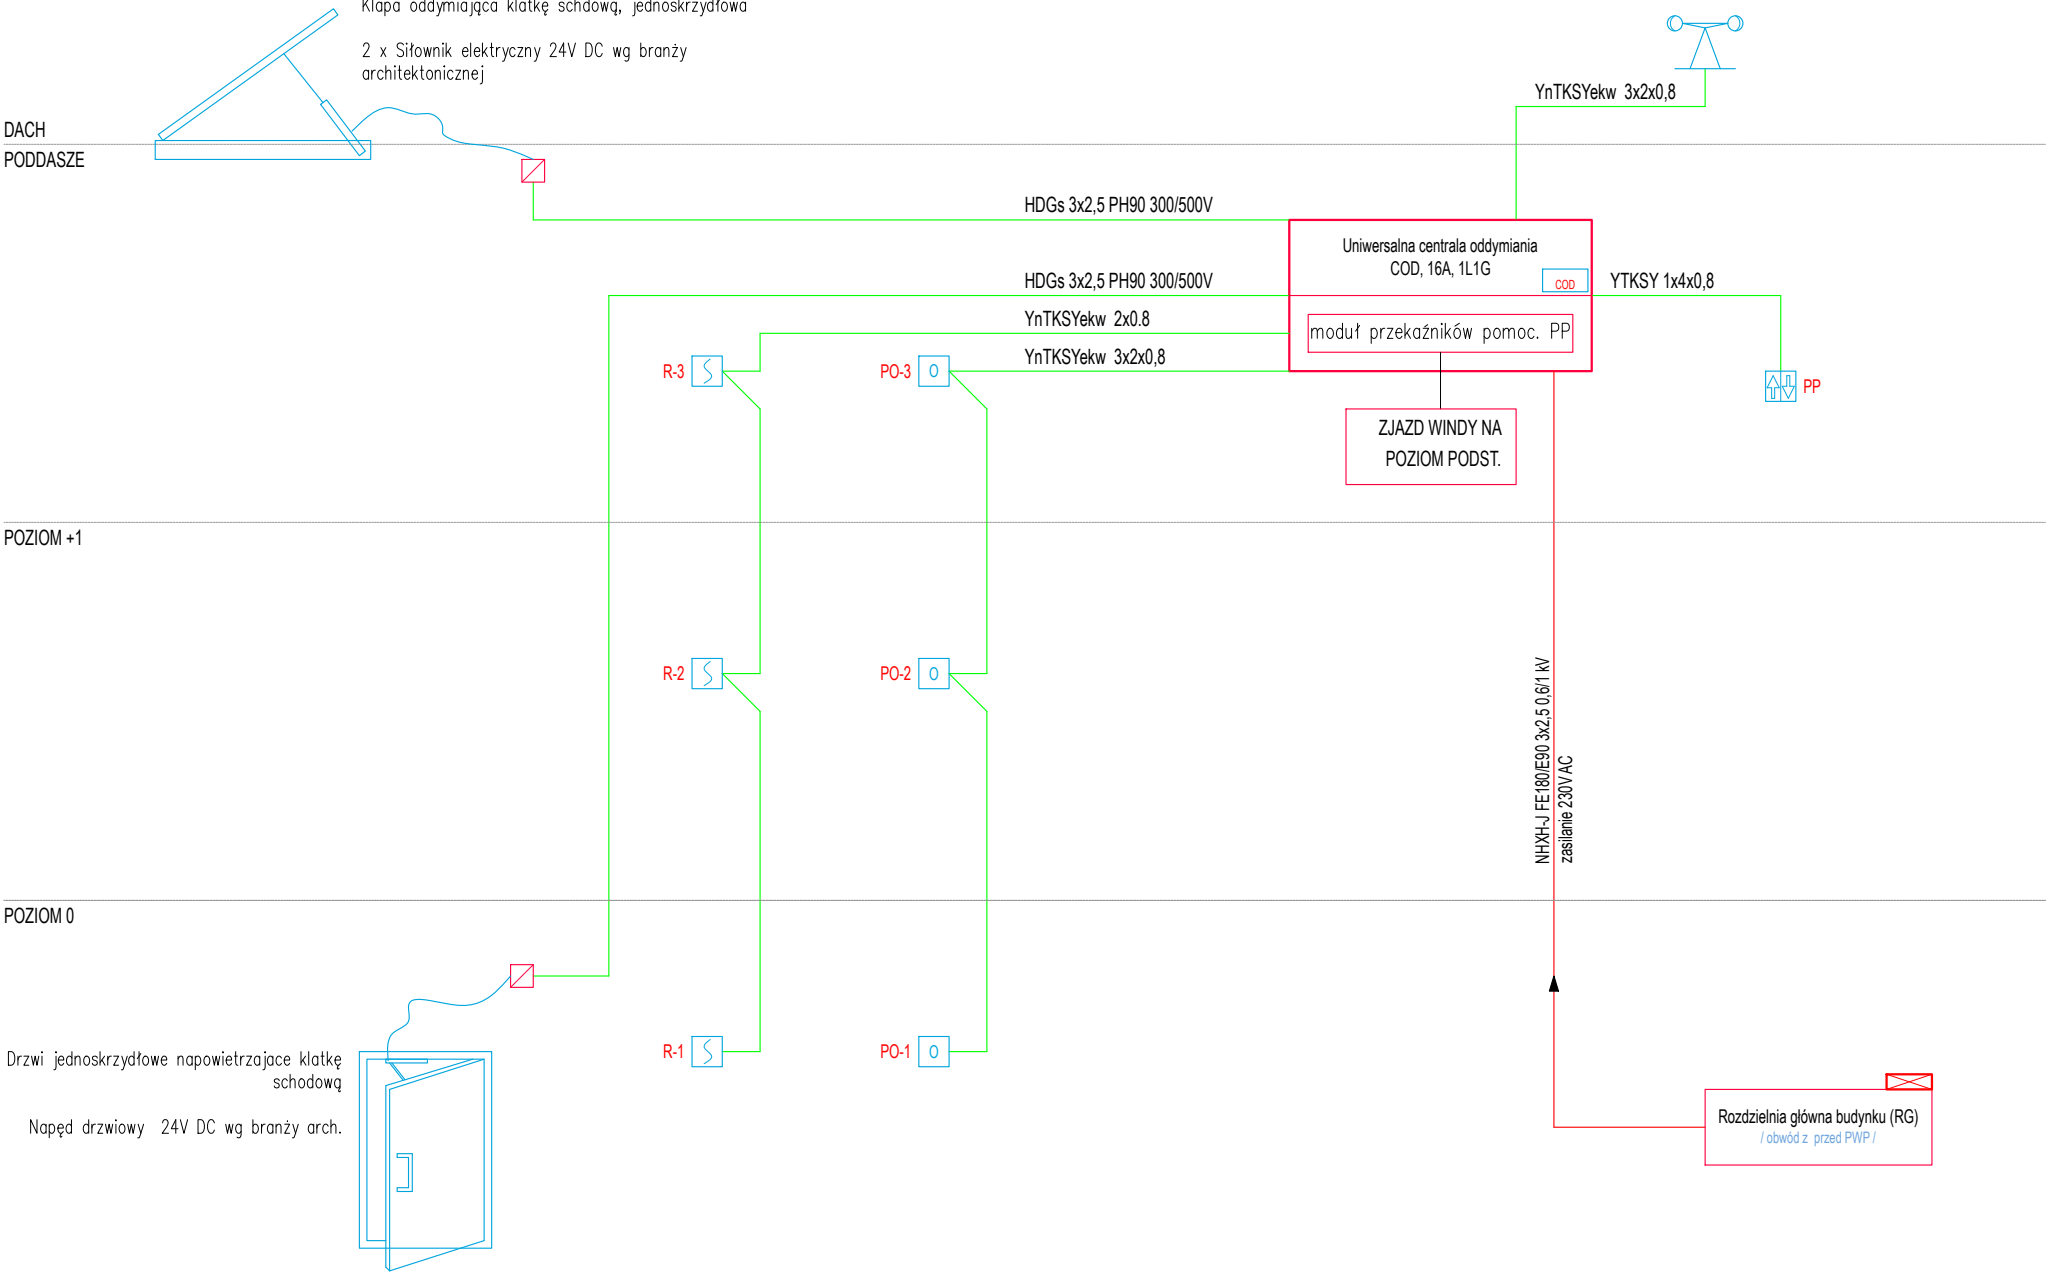 Klapa oddymiająca klatkę schdową, jednoskrzydłowa
2 x Siłownik elektryczny 24V DC wg branży
architektonicznej
YnTKSYekw 3x2x0,8
DACH
PODDASZE
HDGs 3x2,5 PH90 300/500V
Uniwersalna centrala oddymiania
COD, 16A, 1L1G
COD
HDGs 3x2,5 PH90 300/500V
YTKSY 1x4x0,8
YnTKSYekw 2x0.8
moduł przekaźników pomoc. PP
YnTKSYekw 3x2x0,8
R-3
PO-3
O
PP
ZJAZD WINDY NA
POZIOM PODST.
POZIOM +1
R-2
PO-2
O
NHXH-J FE180/E90 3x2,5 0,6/1 kV
zasilanie 230V AC
POZIOM 0
R-1
PO-1
O
Drzwi jednoskrzydłowe napowietrzajace klatkę
schodową
Napęd drzwiowy 24V DC wg branży arch.
Rozdzielnia główna budynku (RG)
/ obwód z przed PWP /